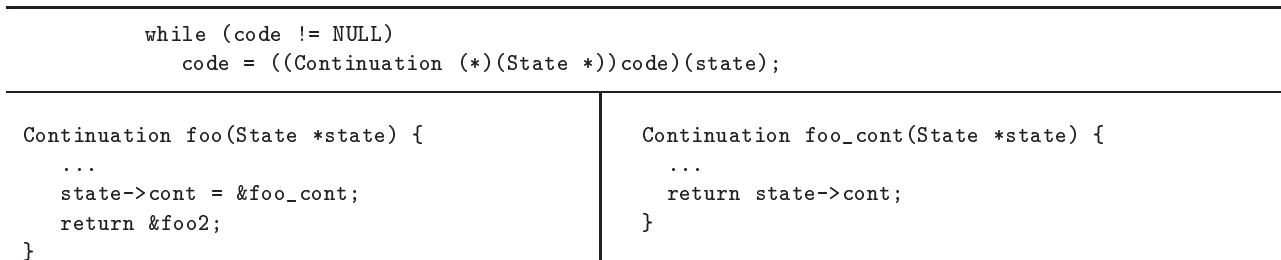 while (code != NULL)
code = ((Continuation (*)(State *))code)(state);
Continuation foo(State *state) {
...
state->cont = &foo_cont;
return &foo2;
}
Continuation foo_cont(State *state) {
...
return state->cont;
}